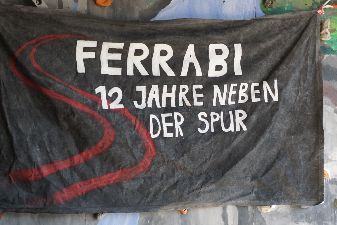 FERRABI
12 JAHRE NEBEN
DER SPUR